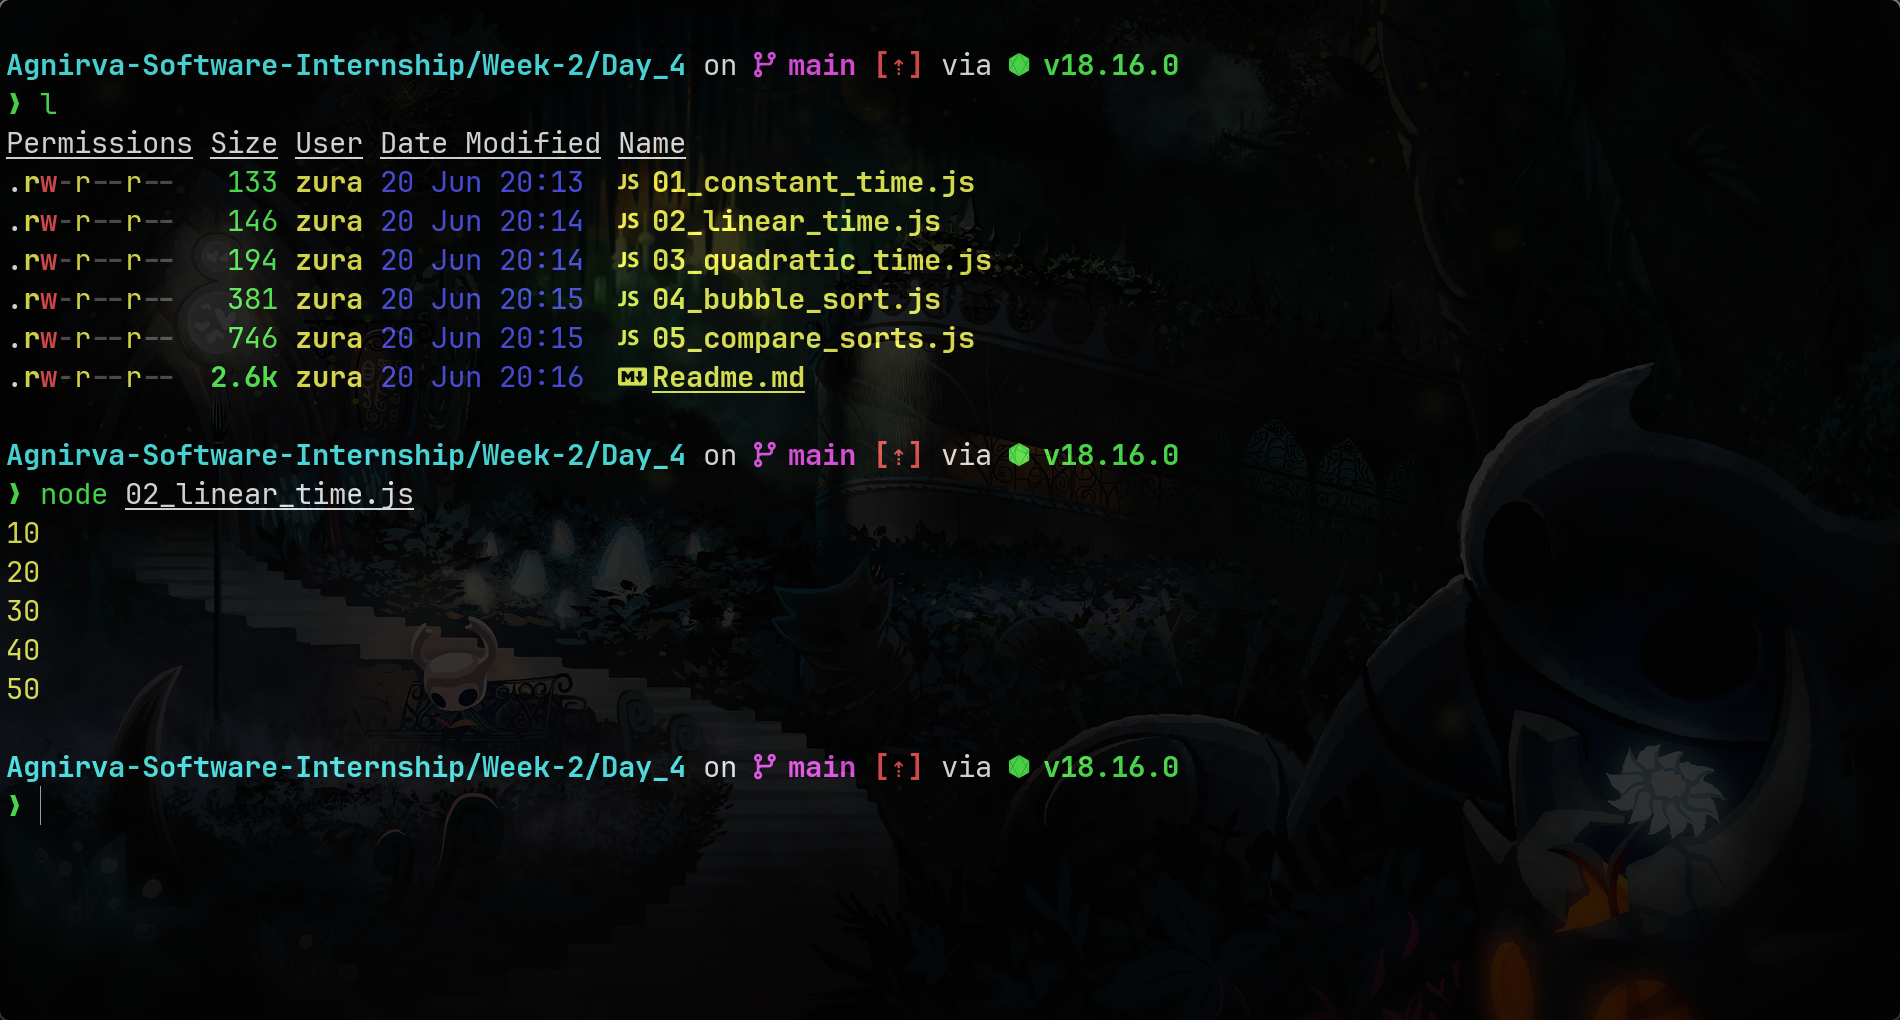 Agnirva-Software-Internship/Week-2/Day_4 on main [⇡] via v18.16.0
❯ l
Permissions Size User Date Modified Name
.rw-r--r-- 133 zura 20 Jun 20:13 JS 01_constant_time.js
.rw-r--r-- 146 zura 20 Jun 20:14 JS 02_linear_time.js
.rw-r--r-- 194 zura 20 Jun 20:14 JS 03_quadratic_time.js
.rw-r--r-- 381 zura 20 Jun 20:15 JS 04_bubble_sort.js
.rw-r--r-- 746 zura 20 Jun 20:15 JS 05_compare_sorts.js
.rw-r--r-- 2.6k zura 20 Jun 20:16 M↓ Readme.md
Agnirva-Software-Internship/Week-2/Day_4 on main [⇡] via v18.16.0
❯ node 02_linear_time.js
10
20
30
40
50
Agnirva-Software-Internship/Week-2/Day_4 on main [⇡] via v18.16.0
❯